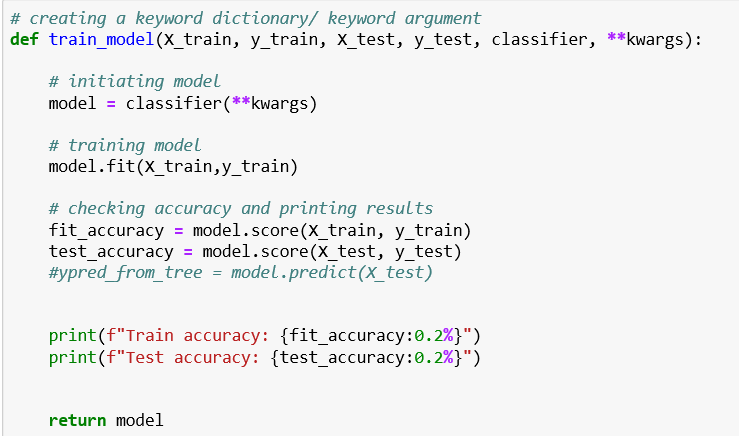 # creating a keyword dictionary/ keyword argument
def train_model(X_train, y_train, X_test, y_test, classifier, **kwargs):
    # initiating model
    model = classifier(**kwargs)
    # training model
    model.fit(X_train,y_train)
    # checking accuracy and printing results
    fit_accuracy = model.score(X_train, y_train)
    test_accuracy = model.score(X_test, y_test)
    #ypred_from_tree = model.predict(X_test)
    print(f"Train accuracy: {fit_accuracy:0.2%}")
    print(f"Test accuracy: {test_accuracy:0.2%}")
    return model